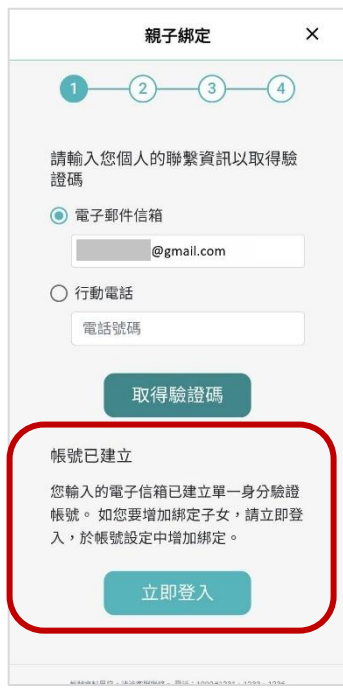 親子綁定 ×
1 2 3 4
請輸入您個人的聯繫資訊以取得驗
證碼
電子郵件信箱
@gmail.com
行動電話
電話號碼
取得驗證碼
帳號已建立
您輸入的電子信箱已建立單一身分驗證
帳號。如您要增加綁定子女，請立即登
入，於帳號設定中增加綁定。
立即登入